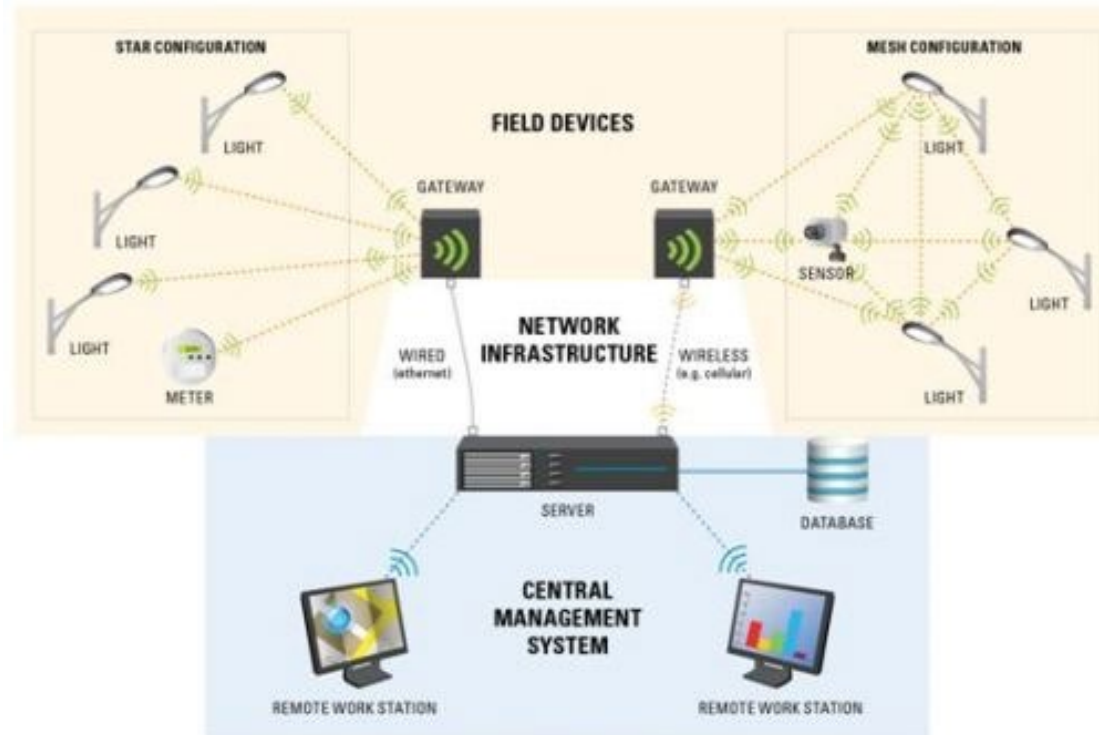 STAR CONFIGURATION
MESH CONFIGURATION
FIELD DEVICES
LIGHT
LIGHT
GATEWAY
GATEWAY
LIGHT
SENSOR
LIGHT
LIGHT
METER
NETWORK
INFRASTRUCTURE
WIRED
(ethernet)
WIRELESS
(e.g. cellular)
LIGHT
SERVER
DATABASE
CENTRAL
MANAGEMENT
SYSTEM
REMOTE WORK STATION
REMOTE WORK STATION